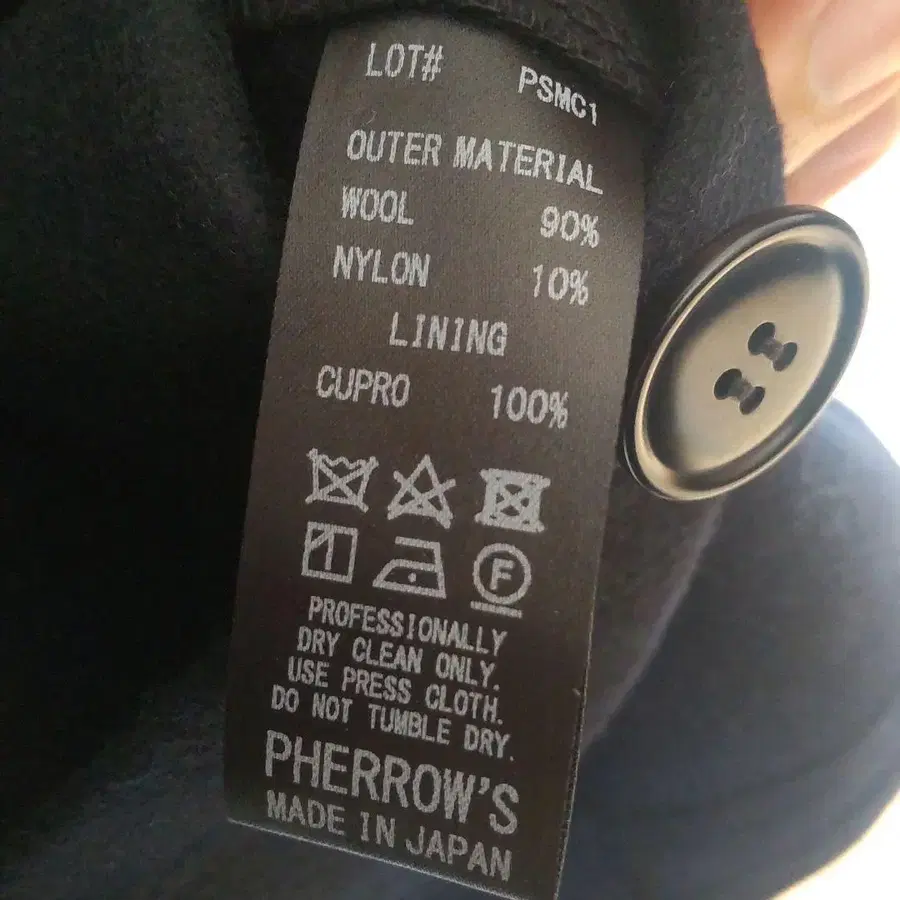 LOT# PSMC1
OUTER MATERIAL
WOOL 90%
NYLON 10%
LINING
CUPRO 100%
F
PROFESSIONALLY
DRY CLEAN ONLY.
USE PRESS CLOTH.
DO NOT TUMBLE DRY.
PHERROW'S
MADE IN JAPAN